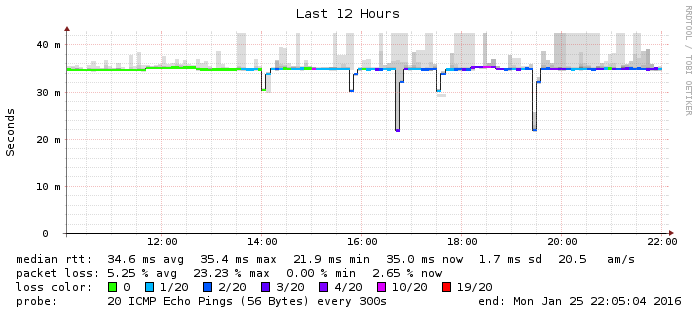 Last 12 Hours
RRDTOOL / TOBI OETIKER
Seconds
40 m
30 m
20 m
10 m
0
12:00 14:00 16:00 18:00 20:00 22:00
median rtt: 34.6 ms avg 35.4 ms max 21.9 ms min 35.0 ms now 1.7 ms sd 20.5 am/s
packet loss: 5.25 % avg 23.23 % max 0.00 % min 2.65 % now
loss color: 0 1/20 2/20 3/20 4/20 10/20 19/20
probe: 20 ICMP Echo Pings (56 Bytes) every 300s end: Mon Jan 25 22:05:04 2016